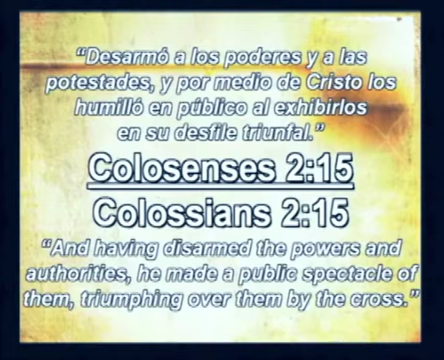 “Desarmó a los poderes y a las
potestades, y por medio de Cristo los
humilló en público al exhibirlos
en su desfile triunfal.”
Colosenses 2:15
Colossians 2:15
“And having disarmed the powers and
authorities, he made a public spectacle of
them, triumphing over them by the cross.”